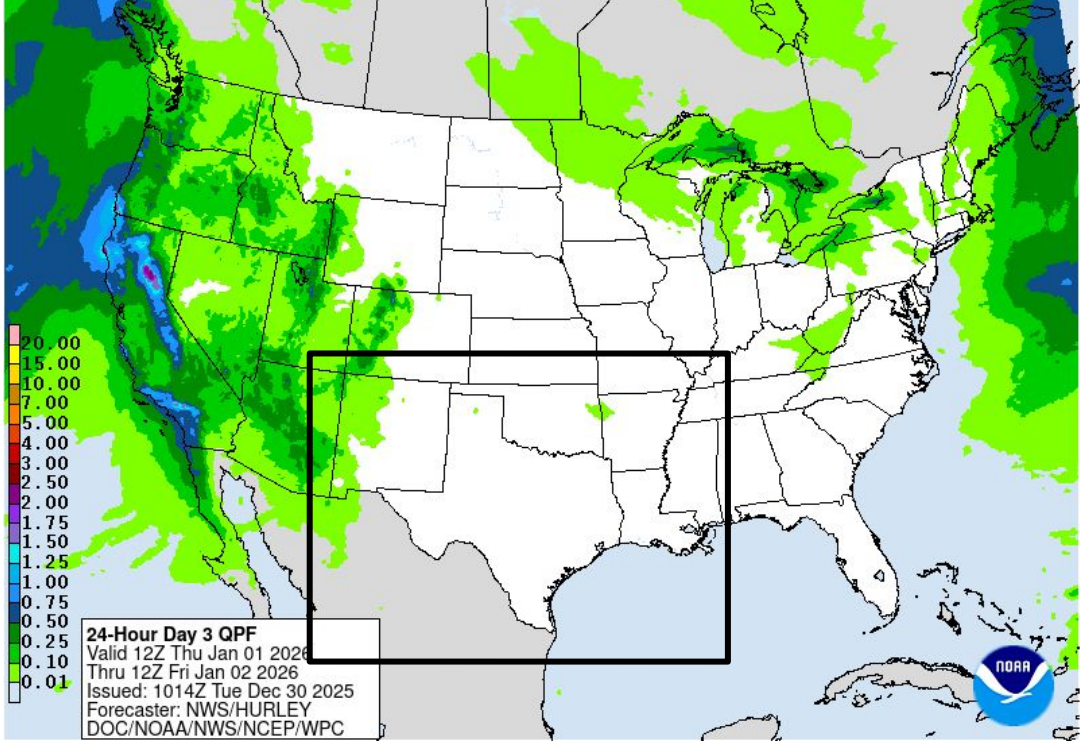 20.00
15.00
10.00
7.00
5.00
4.00
3.00
2.50
2.00
1.75
1.50
1.25
1.00
0.75
0.50
0.25
0.10
0.01
24-Hour Day 3 QPF
Valid 12Z Thu Jan 01 2026
Thru 12Z Fri Jan 02 2026
Issued: 1014Z Tue Dec 30 2025
Forecaster: NWS/HURLEY
DOC/NOAA/NWS/NCEP/WPC
NOAA